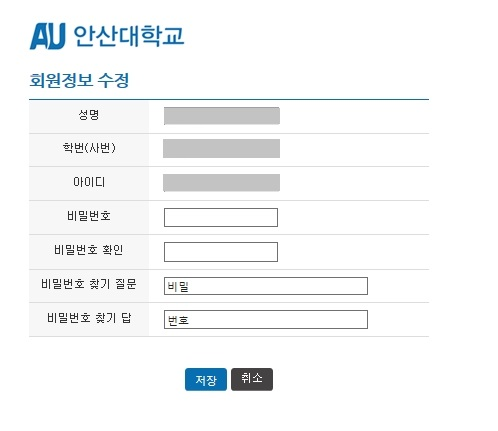 AU 안산대학교
회원정보 수정
성명
학번(사번)
아이디
비밀번호
비밀번호 확인
비밀번호 찾기 질문 비밀
비밀번호 찾기 답 번호
저장 취소